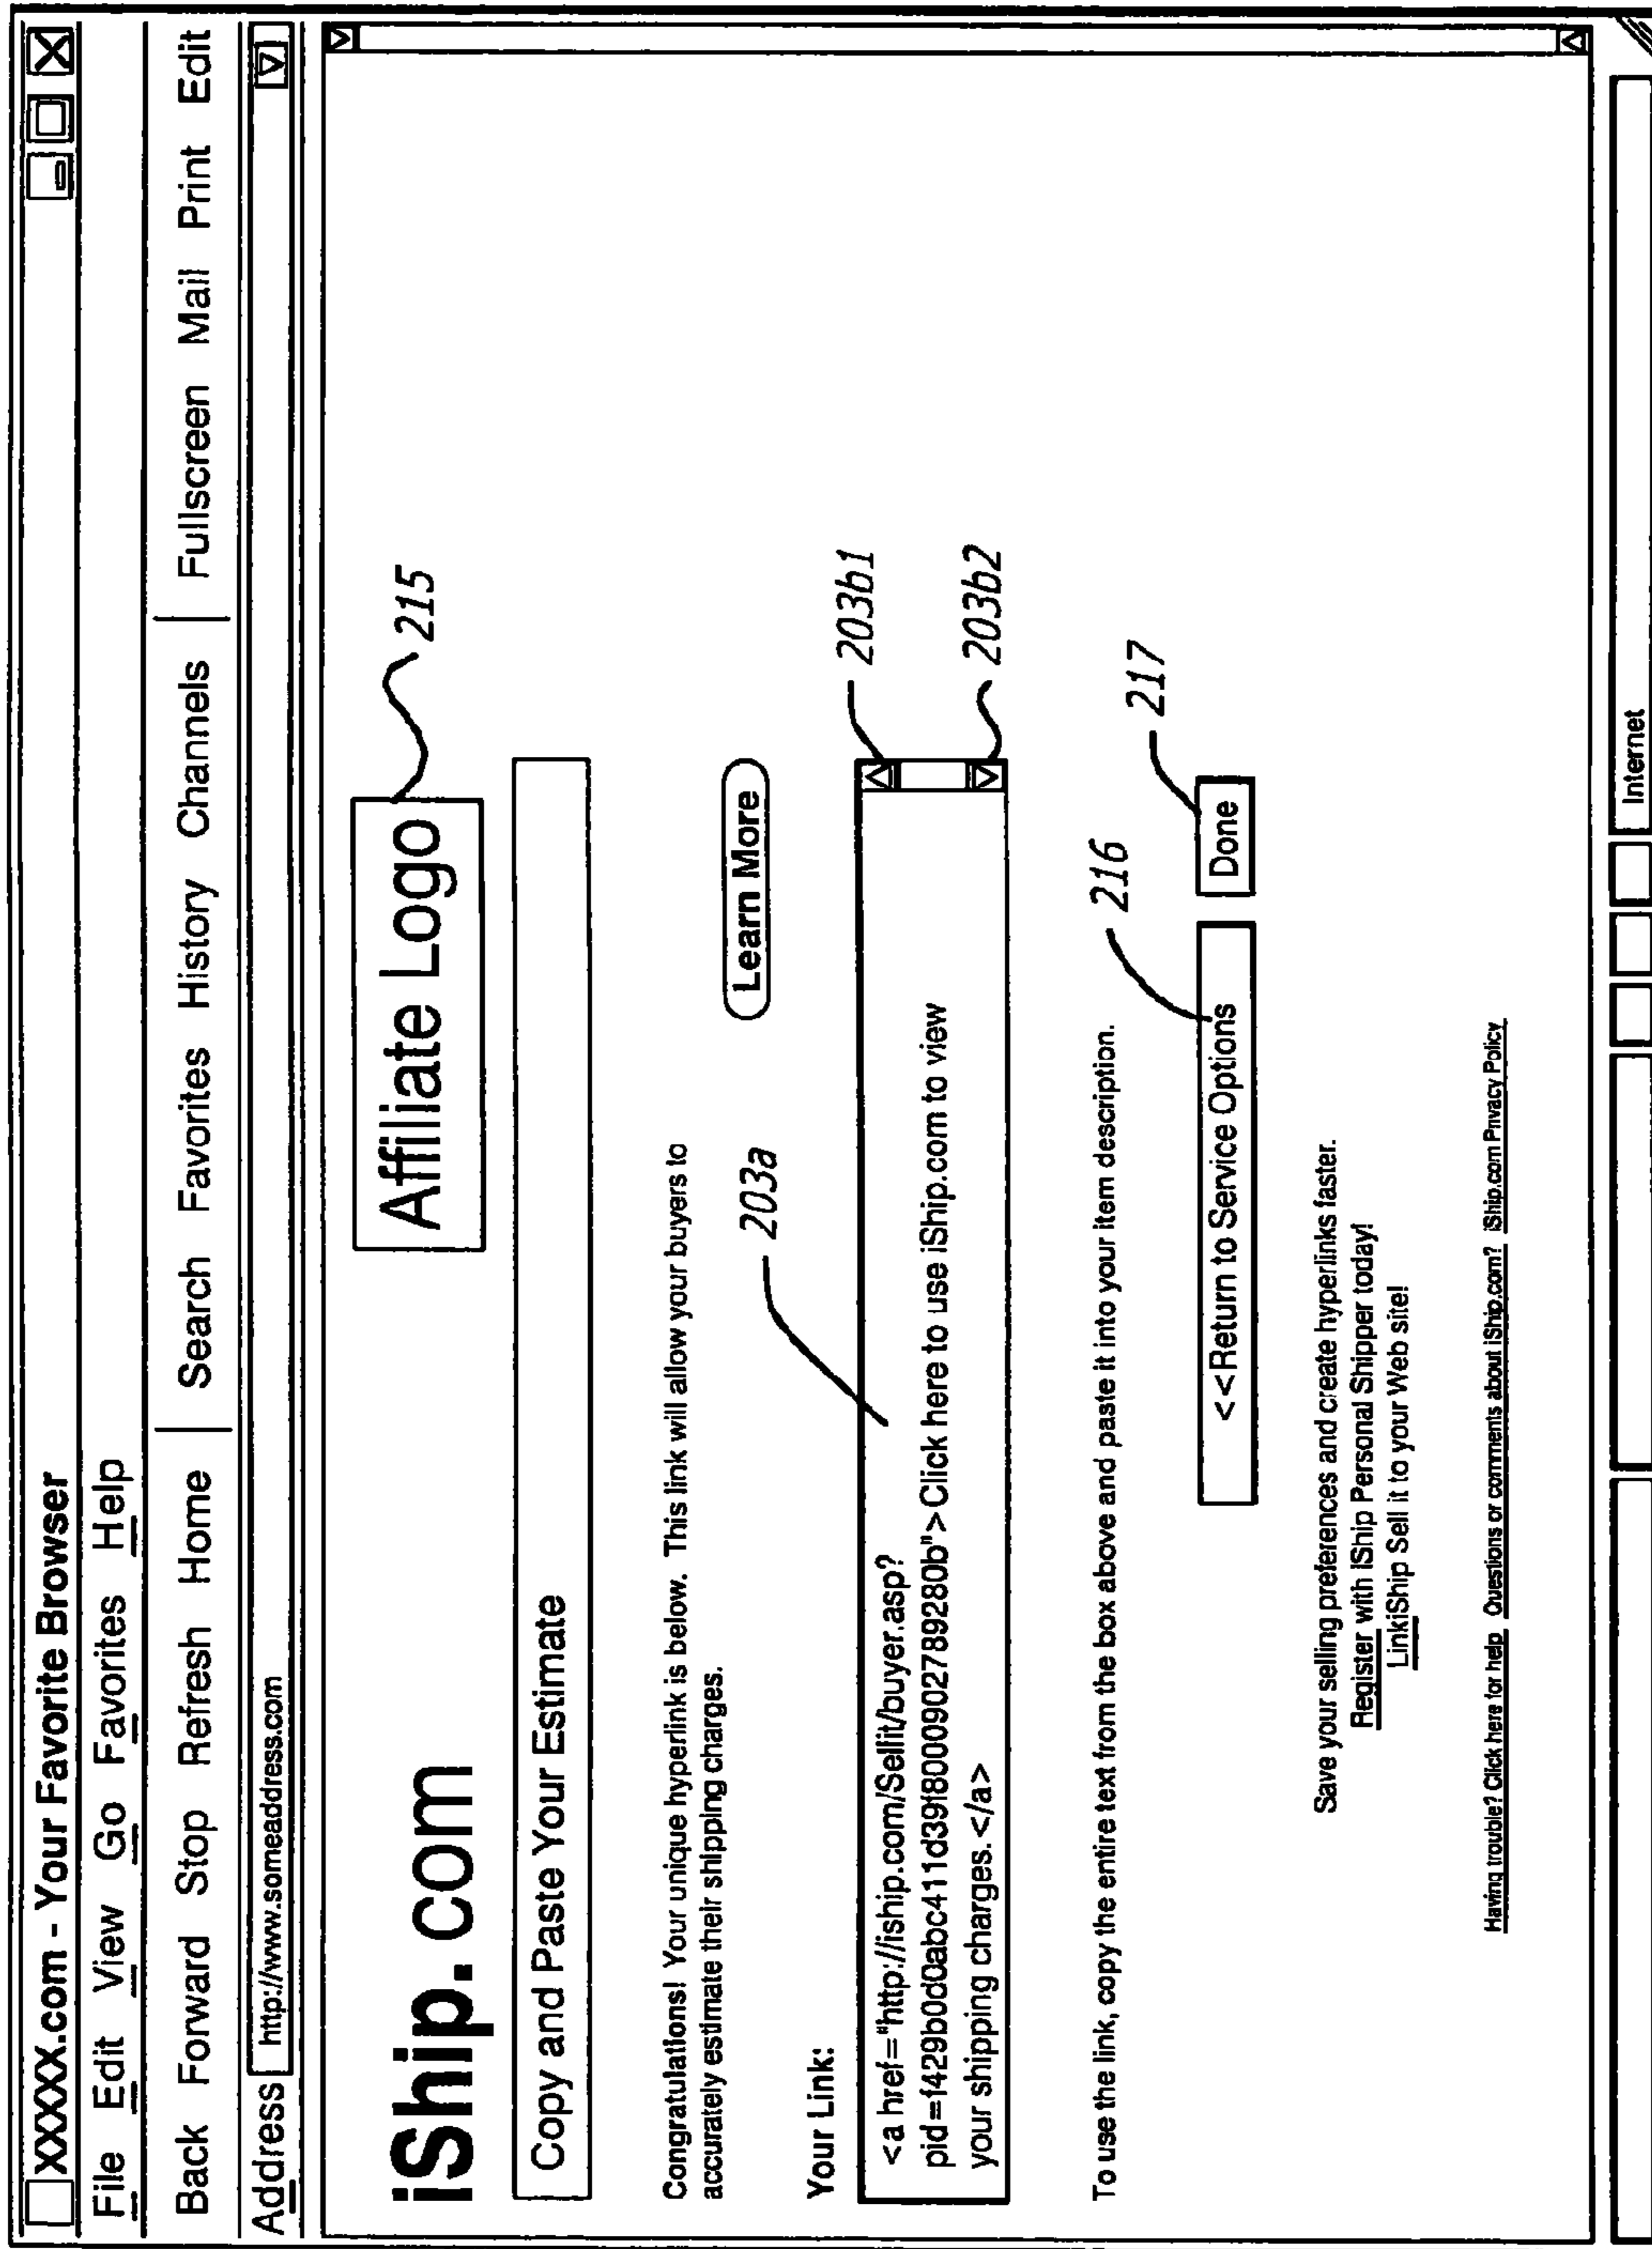 XXXXX.com - Your Favorite Browser
File Edit View Go Favorites Help
Back Forward Stop Refresh Home | Search Favorites History Channels | Fullscreen Mail Print Edit
Address http://www.someaddress.com
iShip.com
Affiliate Logo
215
Copy and Paste Your Estimate
Congratulations! Your unique hyperlink is below. This link will allow your buyers to
accurately estimate their shipping charges.
Learn More
203a
Your Link:
203b1
<a href="http://iship.com/Sellit/buyer.asp?
pid=f429b0d0abc411d39f8000902789280b">Click here to use iShip.com to view
your shipping charges.</a>
203b2
To use the link, copy the entire text from the box above and paste it into your item description.
216
217
<<Return to Service Options
Done
Save your selling preferences and create hyperlinks faster.
Register with iShip Personal Shipper today!
LinkiShip Sell it to your Web site!
Having trouble? Click here for help Questions or comments about iShip.com? iShip.com Privacy Policy
Internet